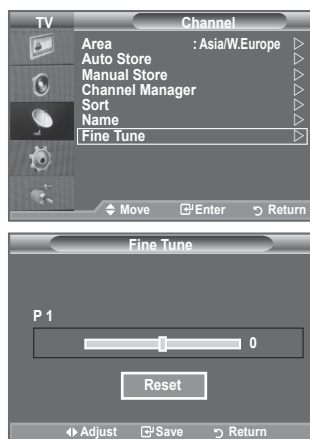 TV Channel
Area : Asia/W.Europe
Auto Store
Manual Store
Channel Manager
Sort
Name
Fine Tune
Move Enter Return
Fine Tune
P 1
0
Reset
Adjust Save Return